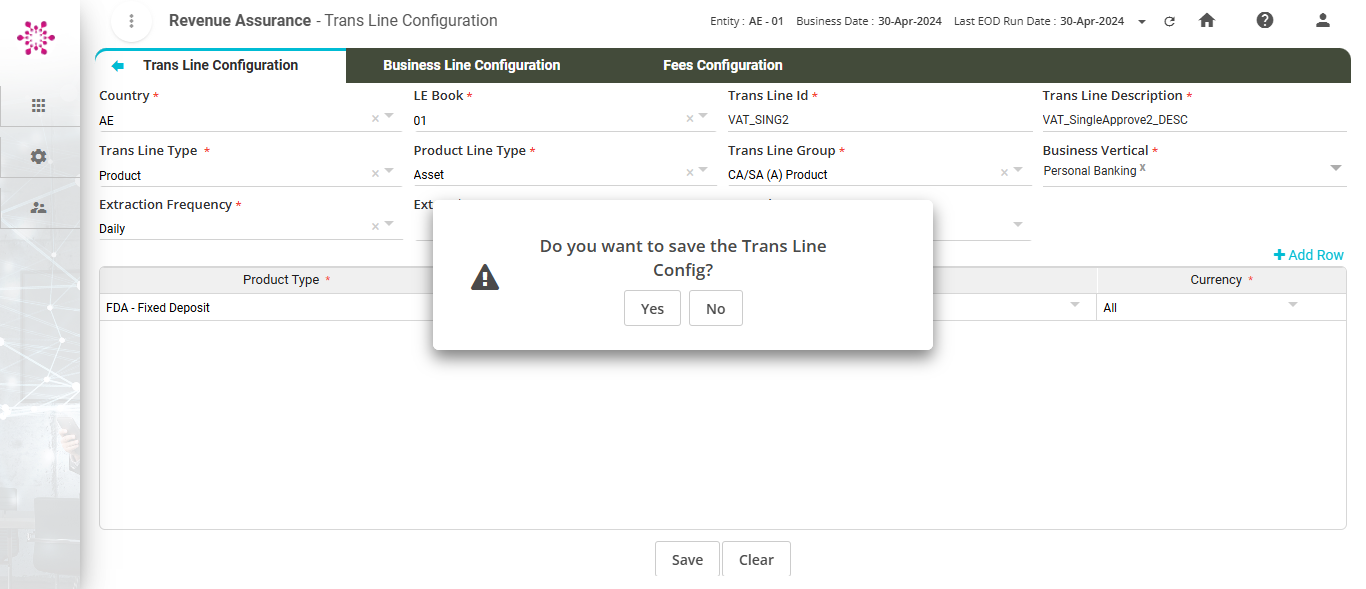 Revenue Assurance - Trans Line Configuration
Entity : AE - 01 Business Date : 30-Apr-2024 Last EOD Run Date : 30-Apr-2024
Trans Line Configuration Business Line Configuration Fees Configuration
Country * LE Book * Trans Line Id * Trans Line Description *
AE × 01 × VAT_SING2 VAT_SingleApprove2_DESC
Trans Line Type * Product Line Type * Trans Line Group * Business Vertical *
Product × Asset × CA/SA (A) Product × Personal Banking x
Extraction Frequency *
Daily ×
Do you want to save the Trans Line
Config?
Yes No
+ Add Row
Product Type * Currency *
FDA - Fixed Deposit All
Save Clear